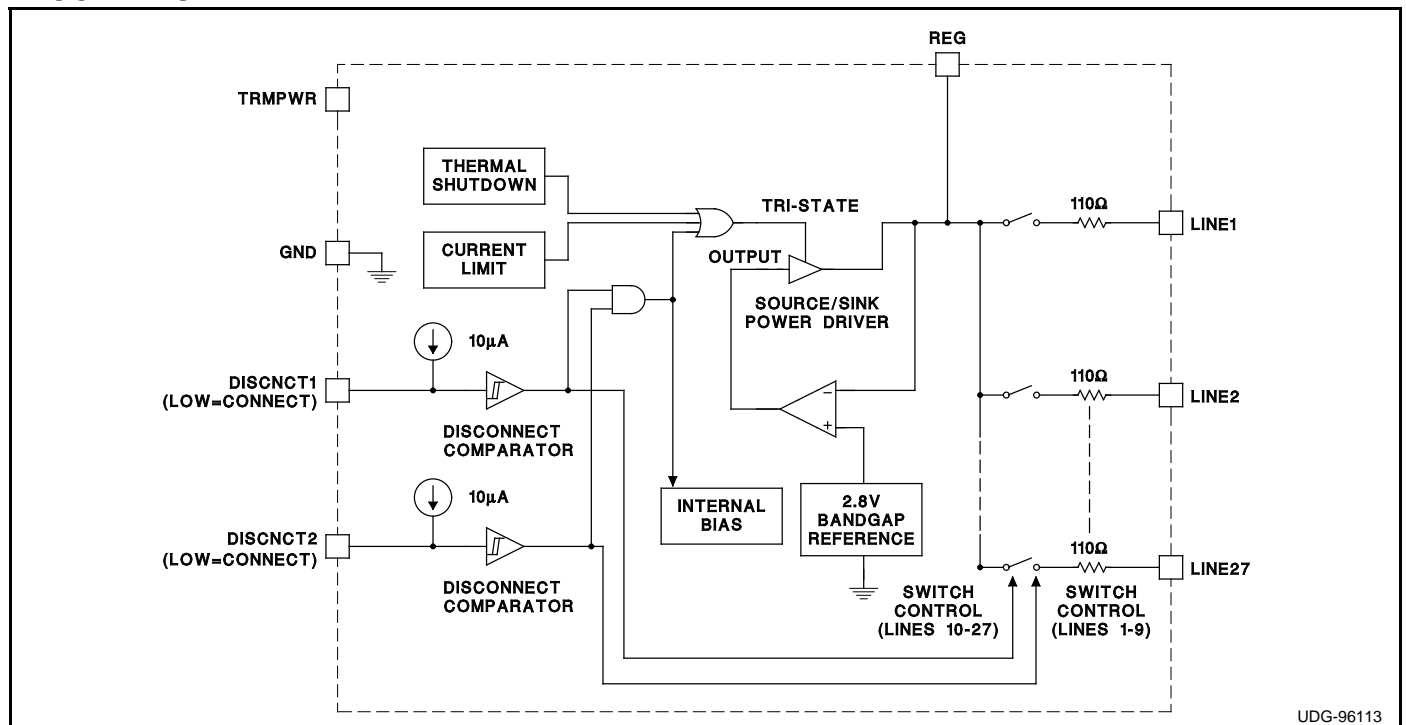 REG
TRMPWR
THERMAL
SHUTDOWN
TRI-STATE
110Ω
LINE1
GND
CURRENT
LIMIT
OUTPUT
SOURCE/SINK
POWER DRIVER
10µA
DISCNCT1
(LOW=CONNECT)
110Ω
LINE2
–
+
DISCONNECT
COMPARATOR
10µA
INTERNAL
BIAS
2.8V
BANDGAP
REFERENCE
DISCNCT2
(LOW=CONNECT)
110Ω
LINE27
DISCONNECT
COMPARATOR
SWITCH
CONTROL
(LINES 10-27)
SWITCH
CONTROL
(LINES 1-9)
UDG-96113